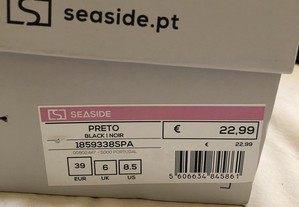 seaside.pt
SEASIDE
PRETO
BLACK | NOIR
1859338SPA
39 6 8.5
EUR UK US
€ 22,99
€ 22,99
5 606634 845861